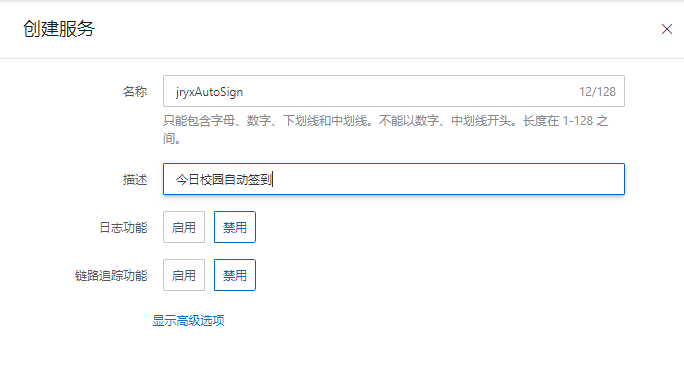 创建服务
名称 jryxAutoSign 12/128
只能包含字母、数字、下划线和中划线。不能以数字、中划线开头。长度在 1-128 之
间。
描述 今日校园自动签到
日志功能 启用 禁用
链路追踪功能 启用 禁用
显示高级选项